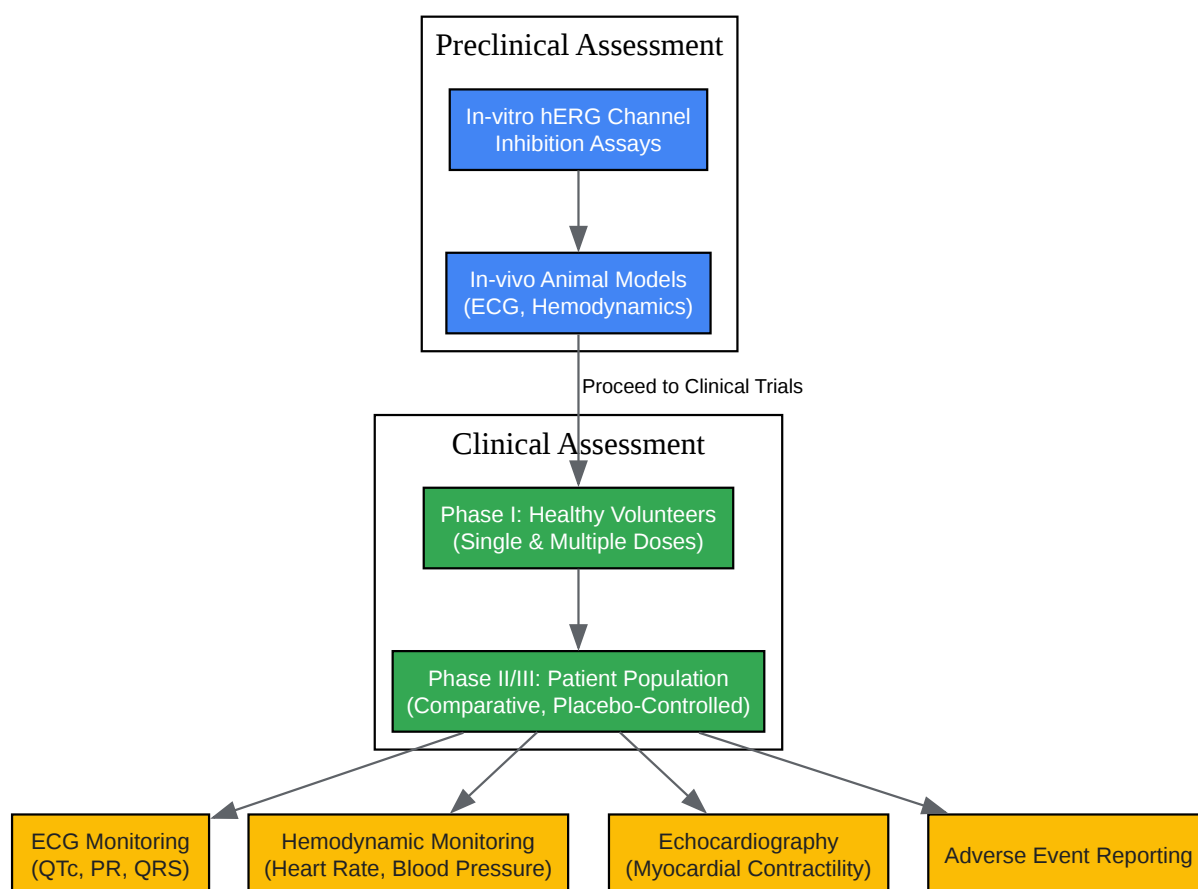 Preclinical Assessment
In-vitro hERG Channel
Inhibition Assays
In-vivo Animal Models
(ECG, Hemodynamics)
Proceed to Clinical Trials
Clinical Assessment
Phase I: Healthy Volunteers
(Single & Multiple Doses)
Phase II/III: Patient Population
(Comparative, Placebo-Controlled)
ECG Monitoring
(QTc, PR, QRS)
Hemodynamic Monitoring
(Heart Rate, Blood Pressure)
Echocardiography
(Myocardial Contractility)
Adverse Event Reporting